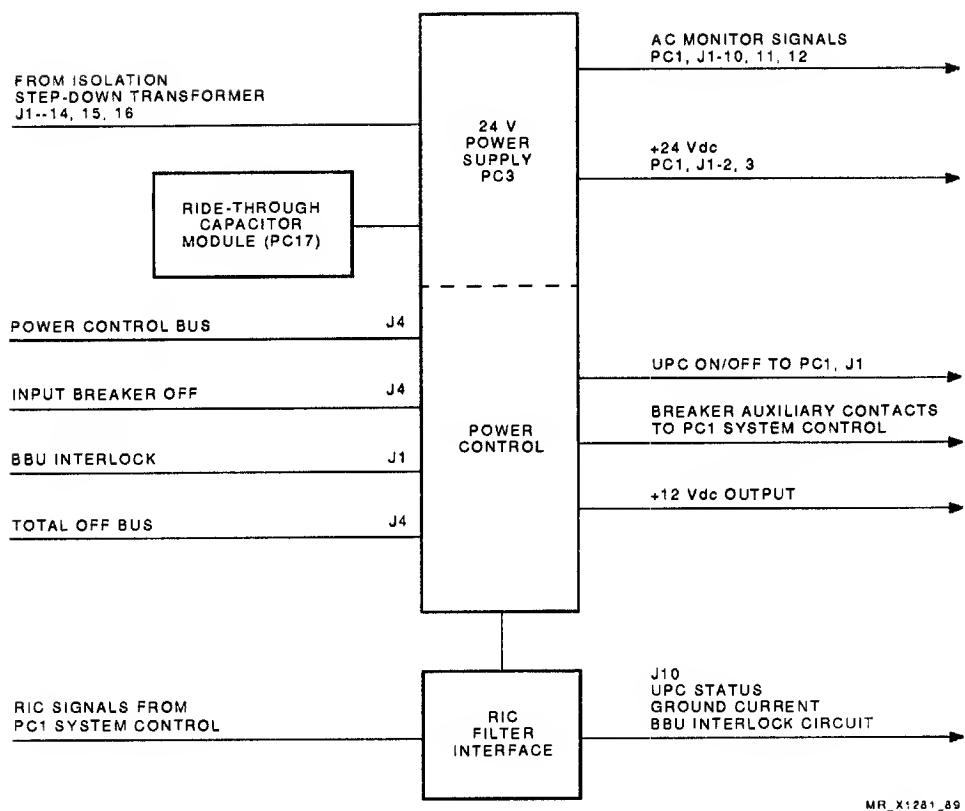 AC MONITOR SIGNALS
PC1, J1-10, 11, 12
FROM ISOLATION
STEP-DOWN TRANSFORMER
J1--14, 15, 16
24 V
POWER
SUPPLY
PC3
+24 Vdc
PC1, J1-2, 3
RIDE-THROUGH
CAPACITOR
MODULE (PC17)
POWER CONTROL BUS J4
INPUT BREAKER OFF J4
BBU INTERLOCK J1
TOTAL OFF BUS J4
POWER
CONTROL
UPC ON/OFF TO PC1, J1
BREAKER AUXILIARY CONTACTS
TO PC1 SYSTEM CONTROL
+12 Vdc OUTPUT
RIC SIGNALS FROM
PC1 SYSTEM CONTROL
RIC
FILTER
INTERFACE
J10
UPC STATUS
GROUND CURRENT
BBU INTERLOCK CIRCUIT
MR_X1281_89